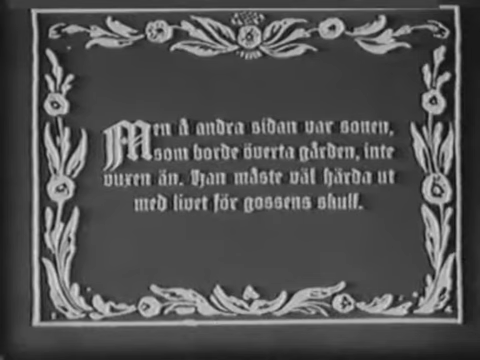 Men å andra sidan var sonen,
som borde överta gården, inte
vuxen än. Han måste väl härda ut
med livet för gossens skull.